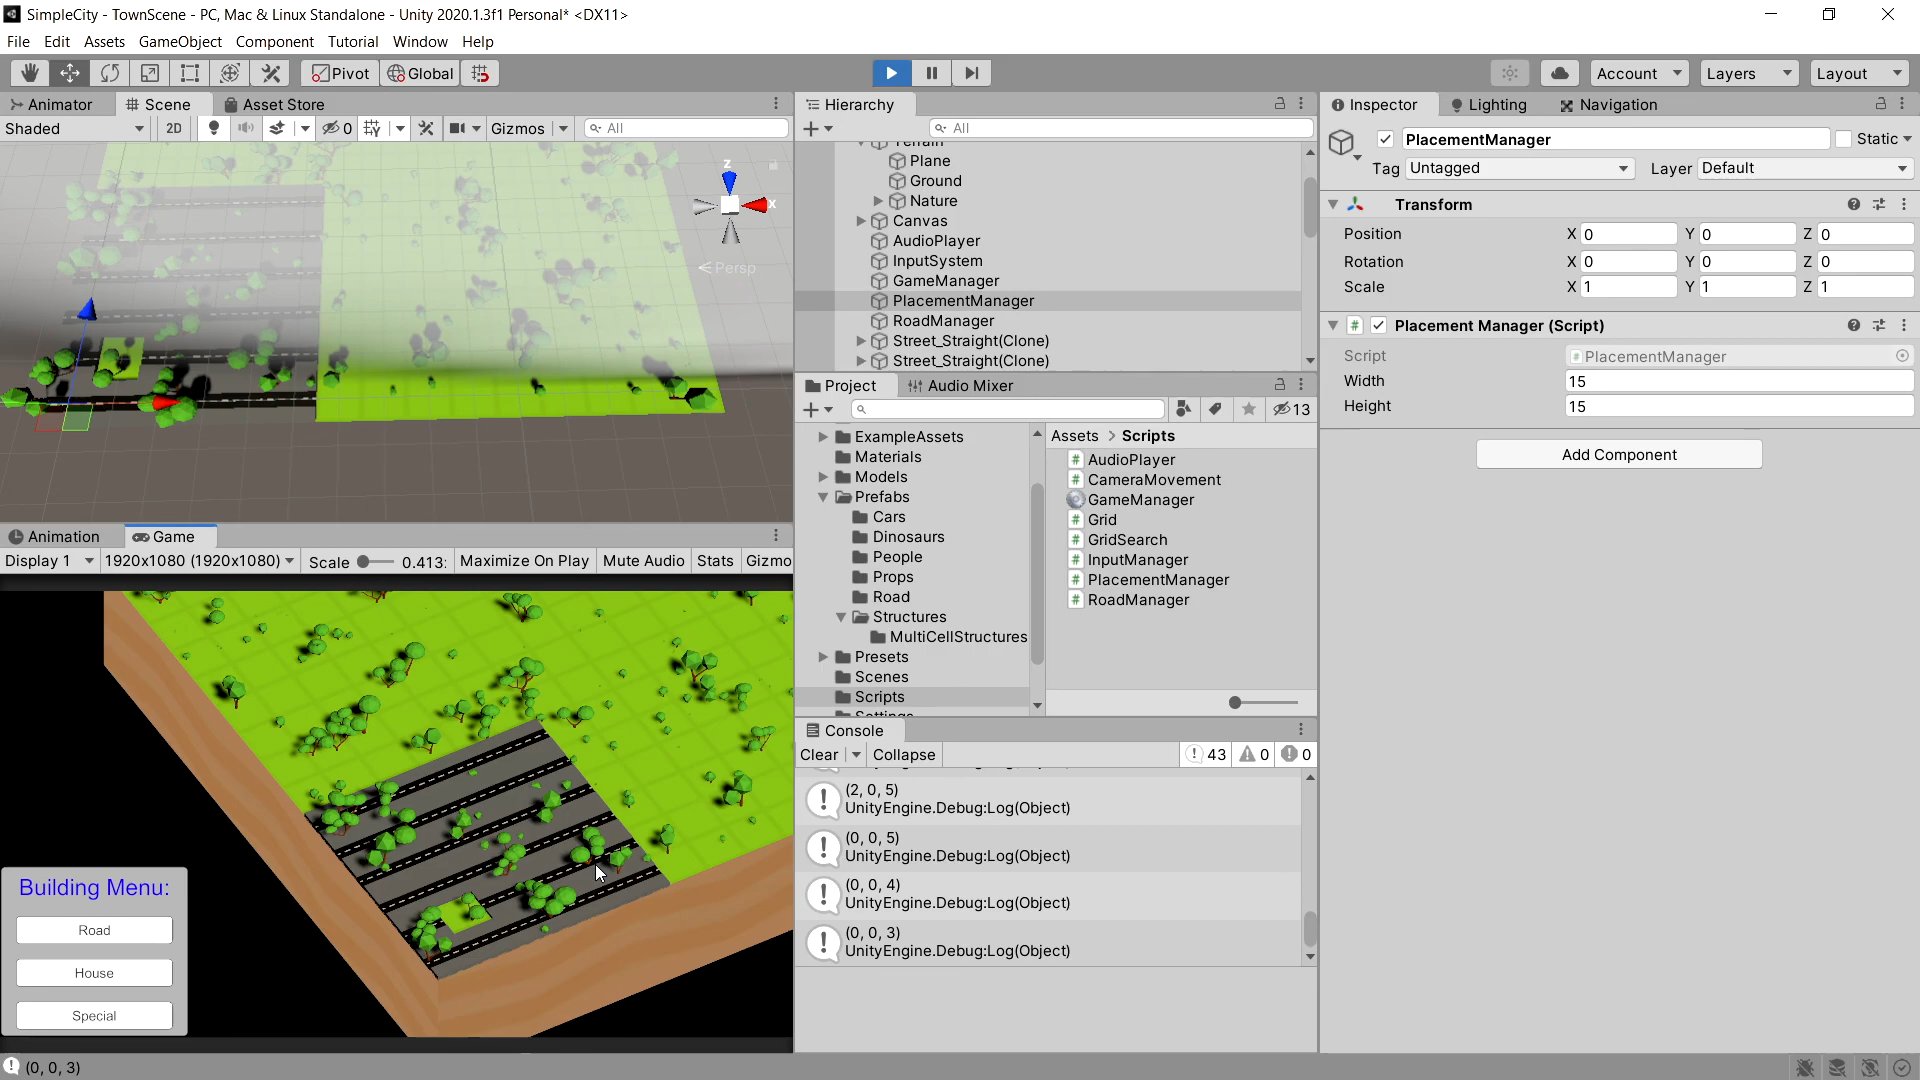 SimpleCity - TownScene - PC, Mac & Linux Standalone - Unity 2020.1.3f1 Personal* <DX11>
File Edit Assets GameObject Component Tutorial Window Help
Pivot Global Account Layers Layout
Animator Scene Asset Store
Shaded 2D 0 Gizmos All
z
x
Persp
Animation Game
Display 1 1920x1080 (1920x1080) Scale 0.413: Maximize On Play Mute Audio Stats Gizmo
Building Menu:
Road
House
Special
Hierarchy
All
Terrain
Plane
Ground
Nature
Canvas
AudioPlayer
InputSystem
GameManager
PlacementManager
RoadManager
Street_Straight(Clone)
Street_Straight(Clone)
Project Audio Mixer
13
ExampleAssets
Materials
Models
Prefabs
Cars
Dinosaurs
People
Props
Road
Structures
MultiCellStructures
Presets
Scenes
Scripts
Settings
Assets > Scripts
AudioPlayer
CameraMovement
GameManager
Grid
GridSearch
InputManager
PlacementManager
RoadManager
Console
Clear Collapse 43 0 0
(2, 0, 5)
UnityEngine.Debug:Log(Object)
(0, 0, 5)
UnityEngine.Debug:Log(Object)
(0, 0, 4)
UnityEngine.Debug:Log(Object)
(0, 0, 3)
UnityEngine.Debug:Log(Object)
Inspector Lighting Navigation
PlacementManager Static
Tag Untagged Layer Default
Transform
Position X 0 Y 0 Z 0
Rotation X 0 Y 0 Z 0
Scale X 1 Y 1 Z 1
# Placement Manager (Script)
Script PlacementManager
Width 15
Height 15
Add Component
(0, 0, 3)